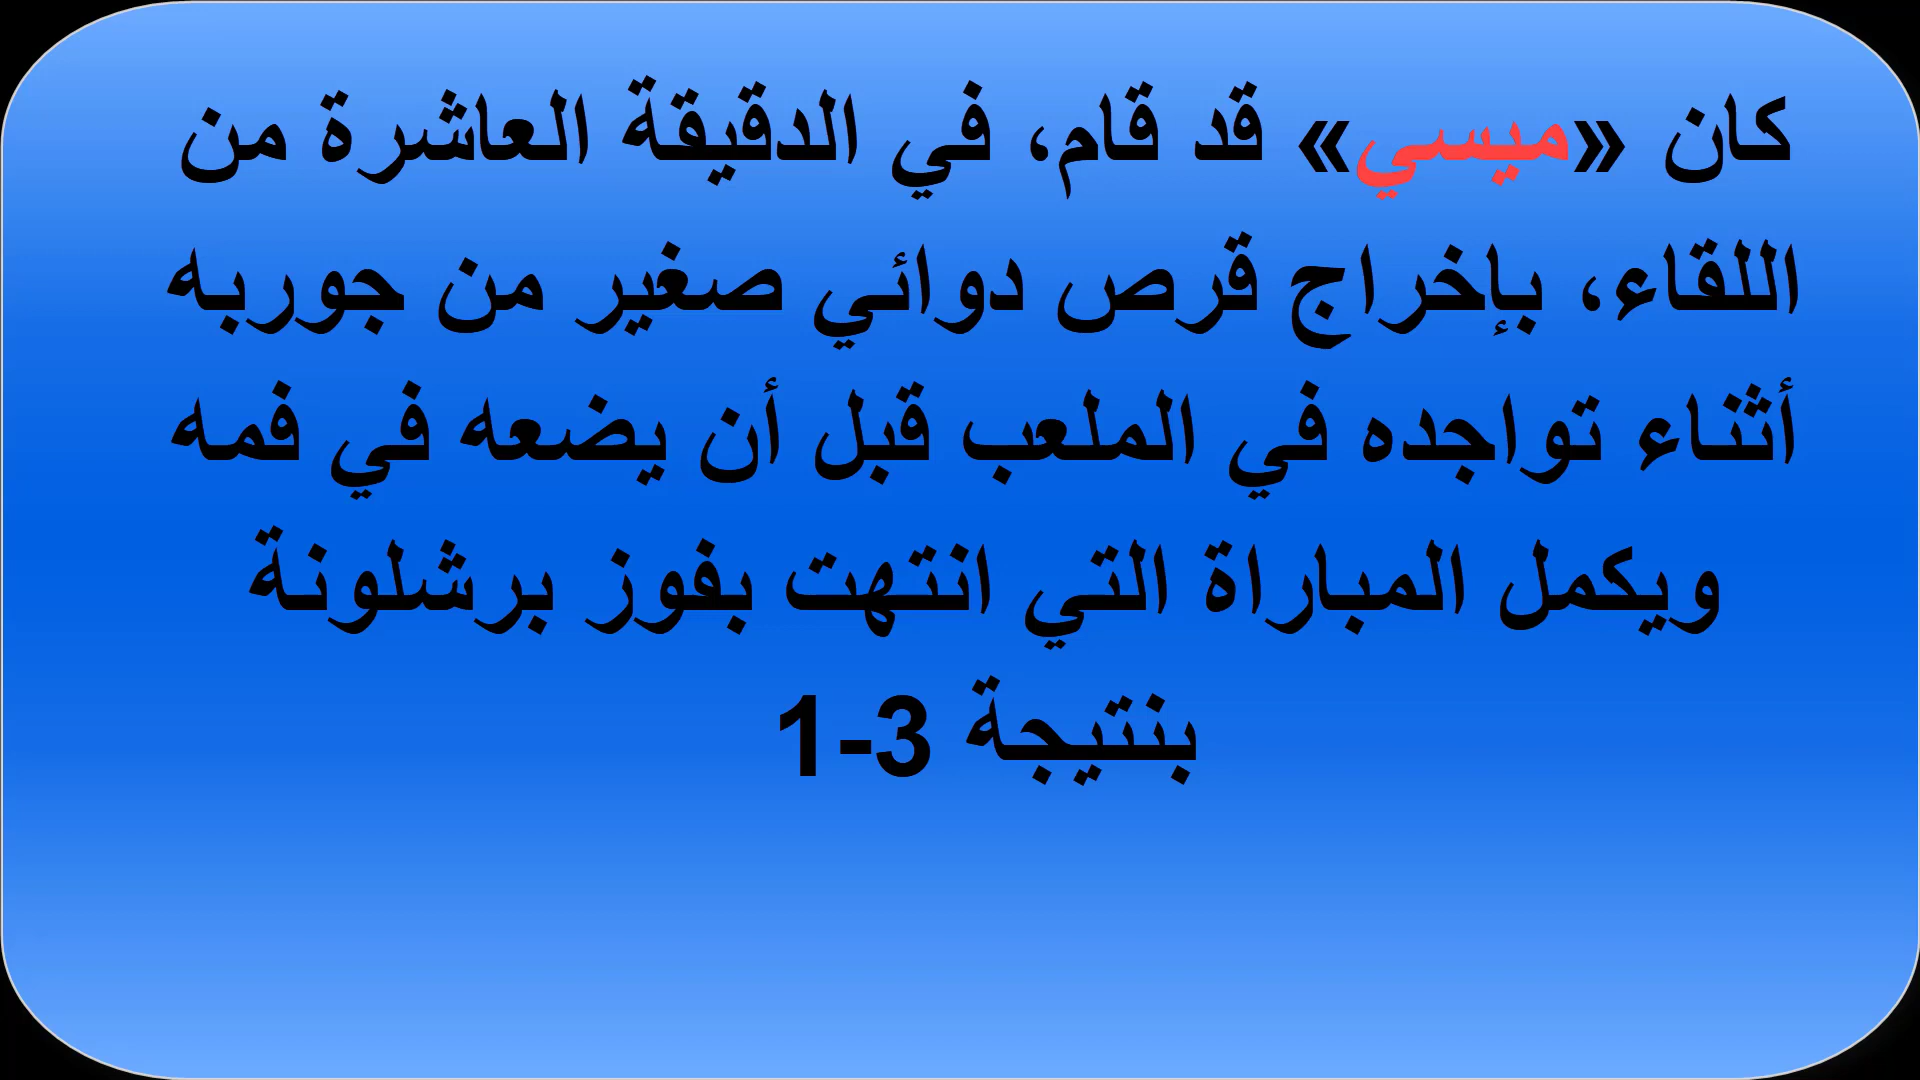 كان «ميسي» قد قام، في الدقيقة العاشرة من
اللقاء، بإخراج قرص دوائي صغير من جوربه
أثناء تواجده في الملعب قبل أن يضعه في فمه
ويكمل المباراة التي انتهت بفوز برشلونة
بنتيجة 3-1